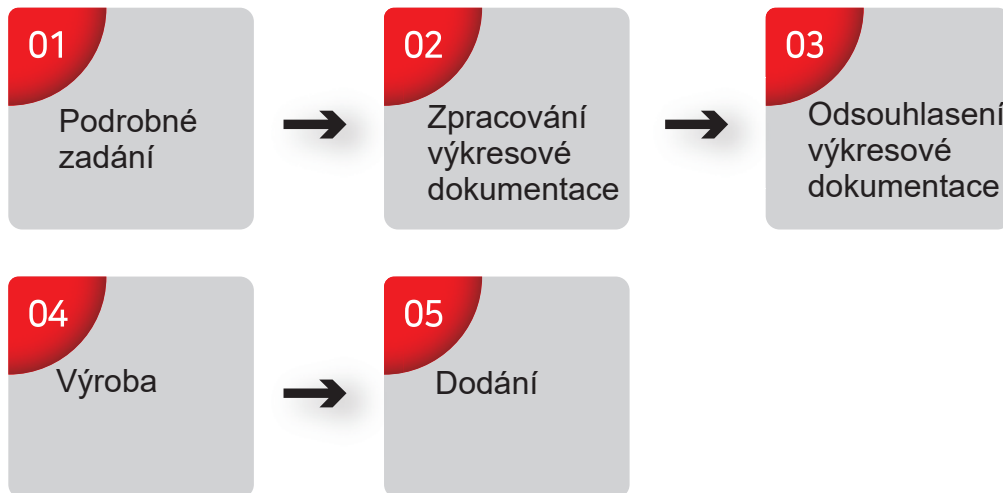 01
Podrobné
zadání
02
Zpracování
výkresové
dokumentace
03
Odsouhlasení
výkresové
dokumentace
04
Výroba
05
Dodání